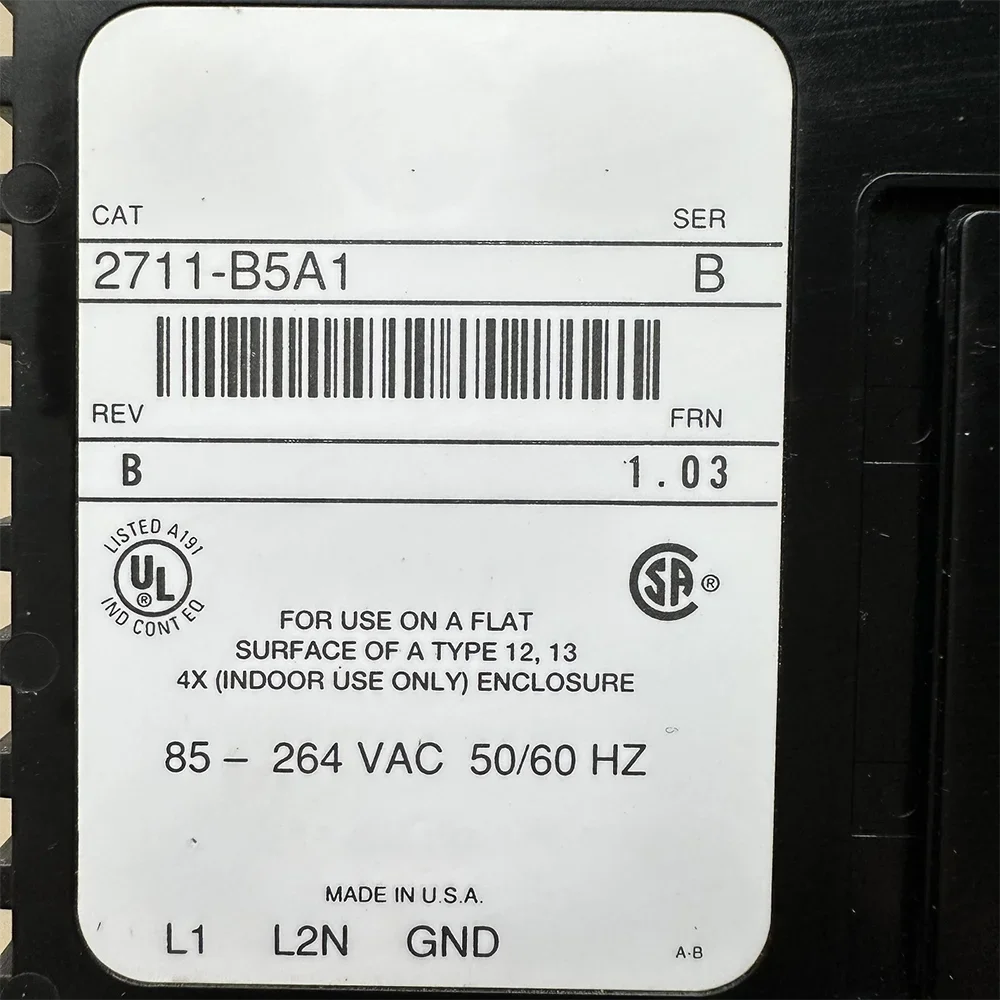 CAT SER
2711-B5A1 B
REV FRN
B 1.03
LISTED A191
UL ®
IND CONT EQ
SA ®
FOR USE ON A FLAT
SURFACE OF A TYPE 12, 13
4X (INDOOR USE ONLY) ENCLOSURE
85 – 264 VAC 50/60 HZ
MADE IN U.S.A.
L1 L2N GND
A-B